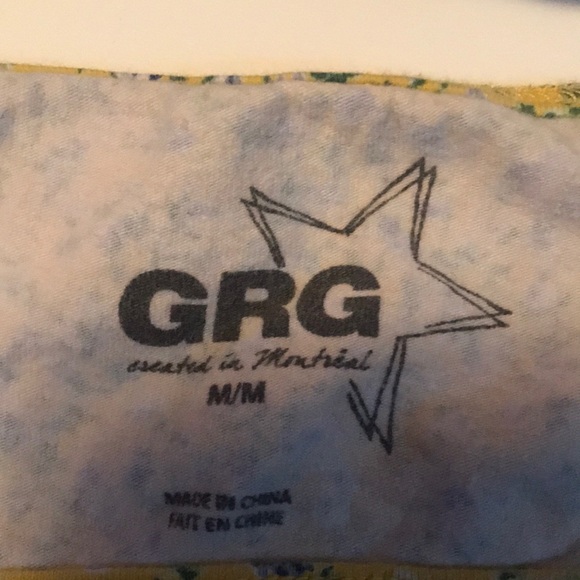 GRG
created in Montréal
M/M
MADE IN CHINA
FAIT EN CHINE